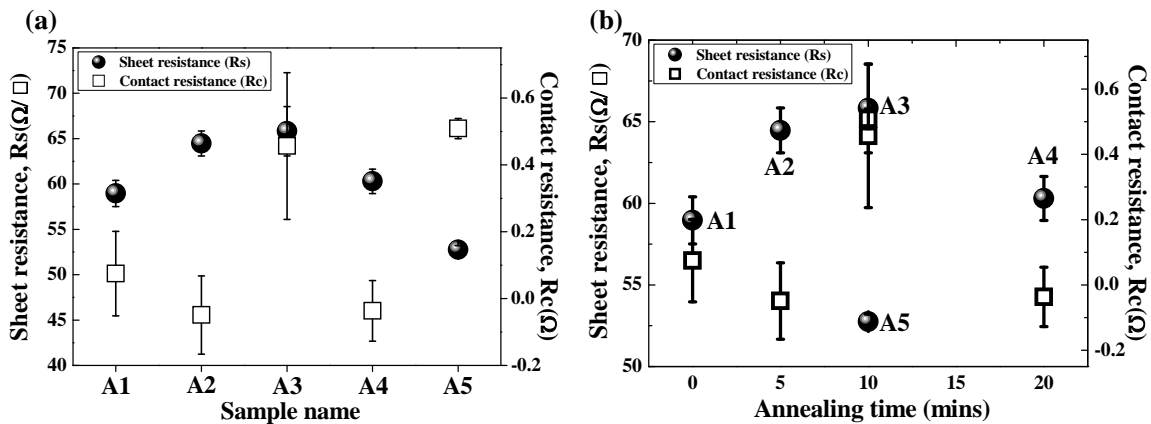 (a)
75
70
65
60
55
50
45
40
Sheet resistance, Rs(Ω/ □)
Sheet resistance (Rs)
Contact resistance (Rc)
0.6
0.4
0.2
0.0
-0.2
Contact resistance, Rc(Ω)
A1 A2 A3 A4 A5
Sample name
(b)
70
65
60
55
50
Sheet resistance, Rs(Ω/ □)
Sheet resistance (Rs)
Contact resistance (Rc)
A3
A2
A4
A1
A5
0.6
0.4
0.2
0.0
-0.2
Contact resistance, Rc(Ω)
0 5 10 15 20
Annealing time (mins)